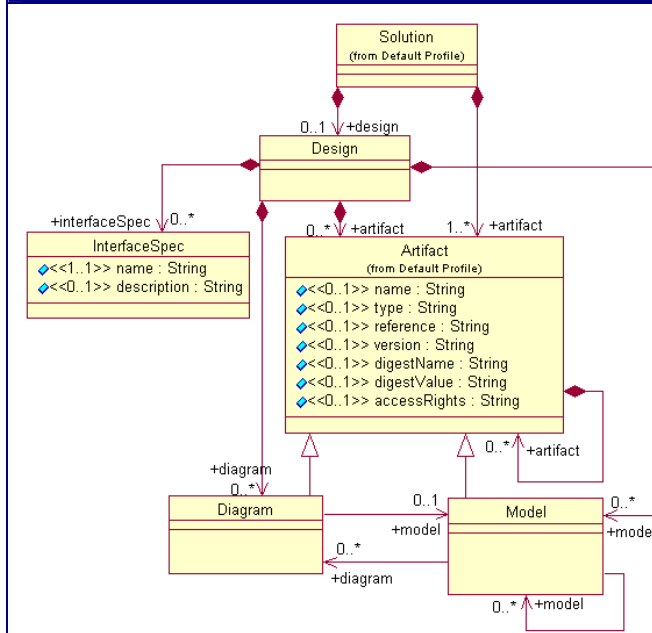 Solution
(from Default Profile)
0..1 +design
Design
+interfaceSpec 0..*
0..* +artifact
1..* +artifact
InterfaceSpec
<<1..1>> name : String
<<0..1>> description : String
Artifact
(from Default Profile)
<<0..1>> name : String
<<0..1>> type : String
<<0..1>> reference : String
<<0..1>> version : String
<<0..1>> digestName : String
<<0..1>> digestValue : String
<<0..1>> accessRights : String
0..* +artifact
+diagram
0..*
Diagram
0..1
+model
0..*
+diagram
Model
0..*
+mode
0..* +model